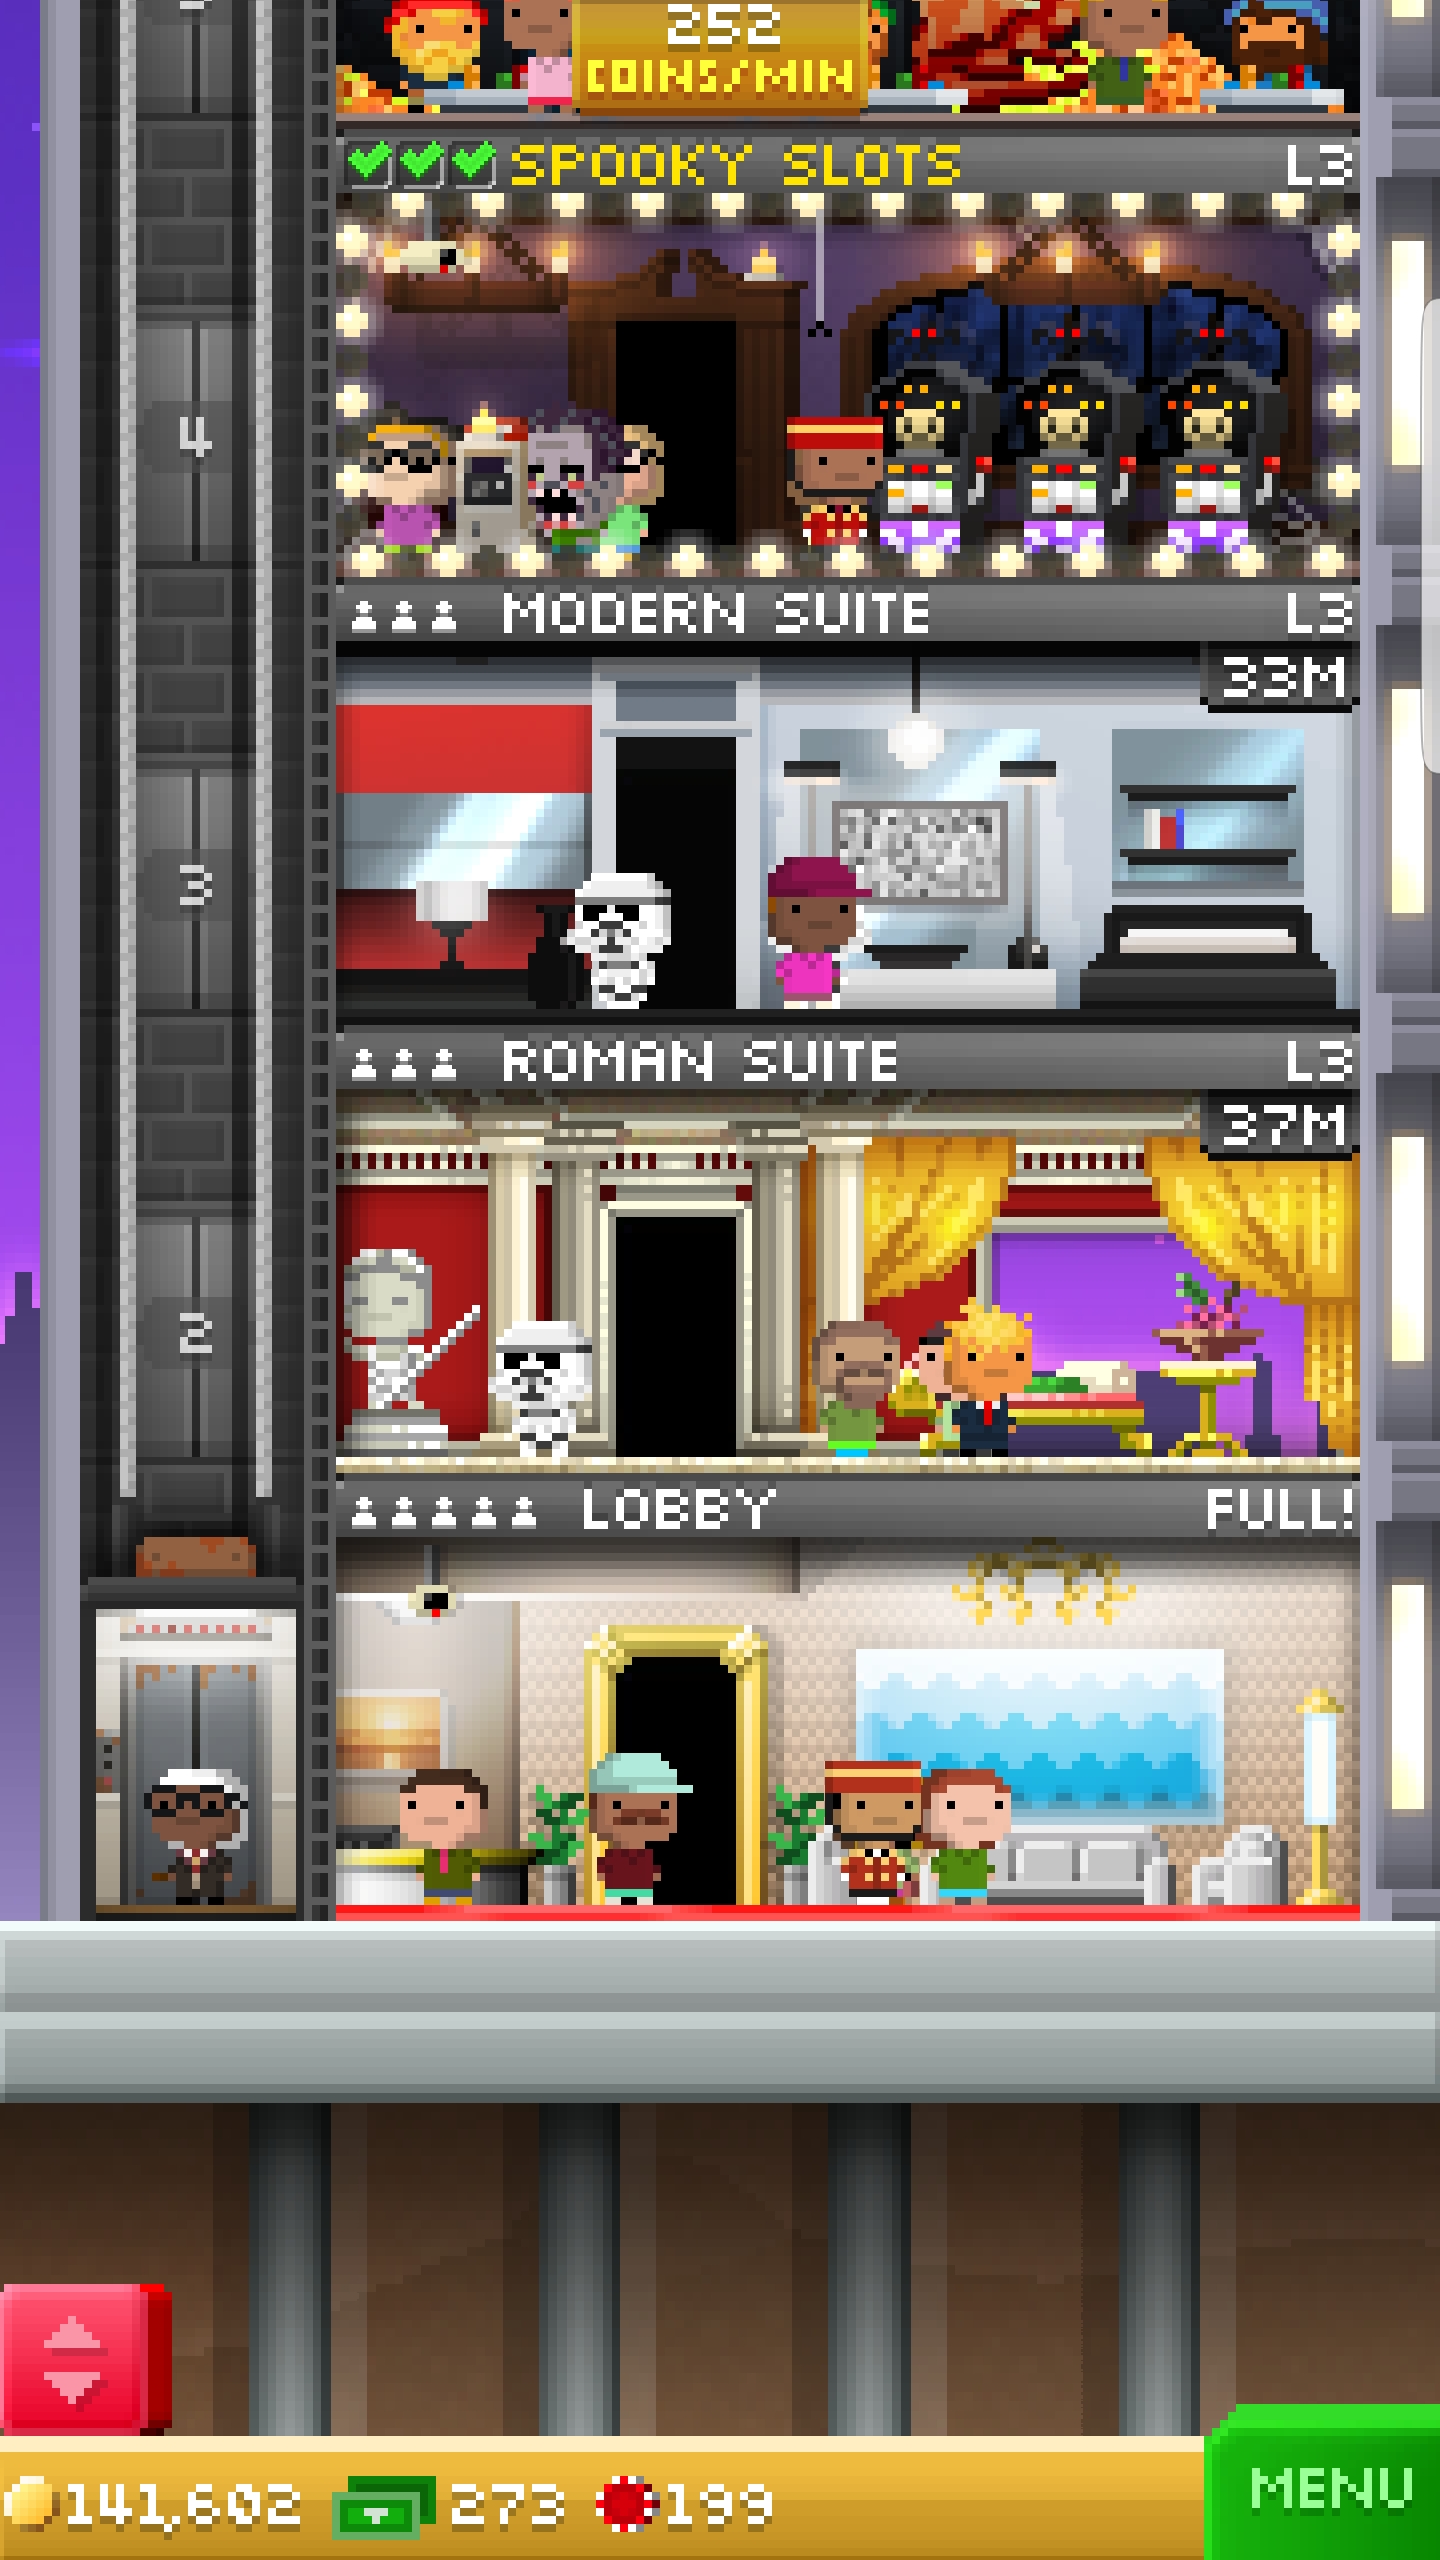 252
COINS/MIN
SPOOKY SLOTS L3
4
MODERN SUITE L3
33M
3
ROMAN SUITE L3
37M
2
LOBBY FULL!
141,602 273 199
MENU